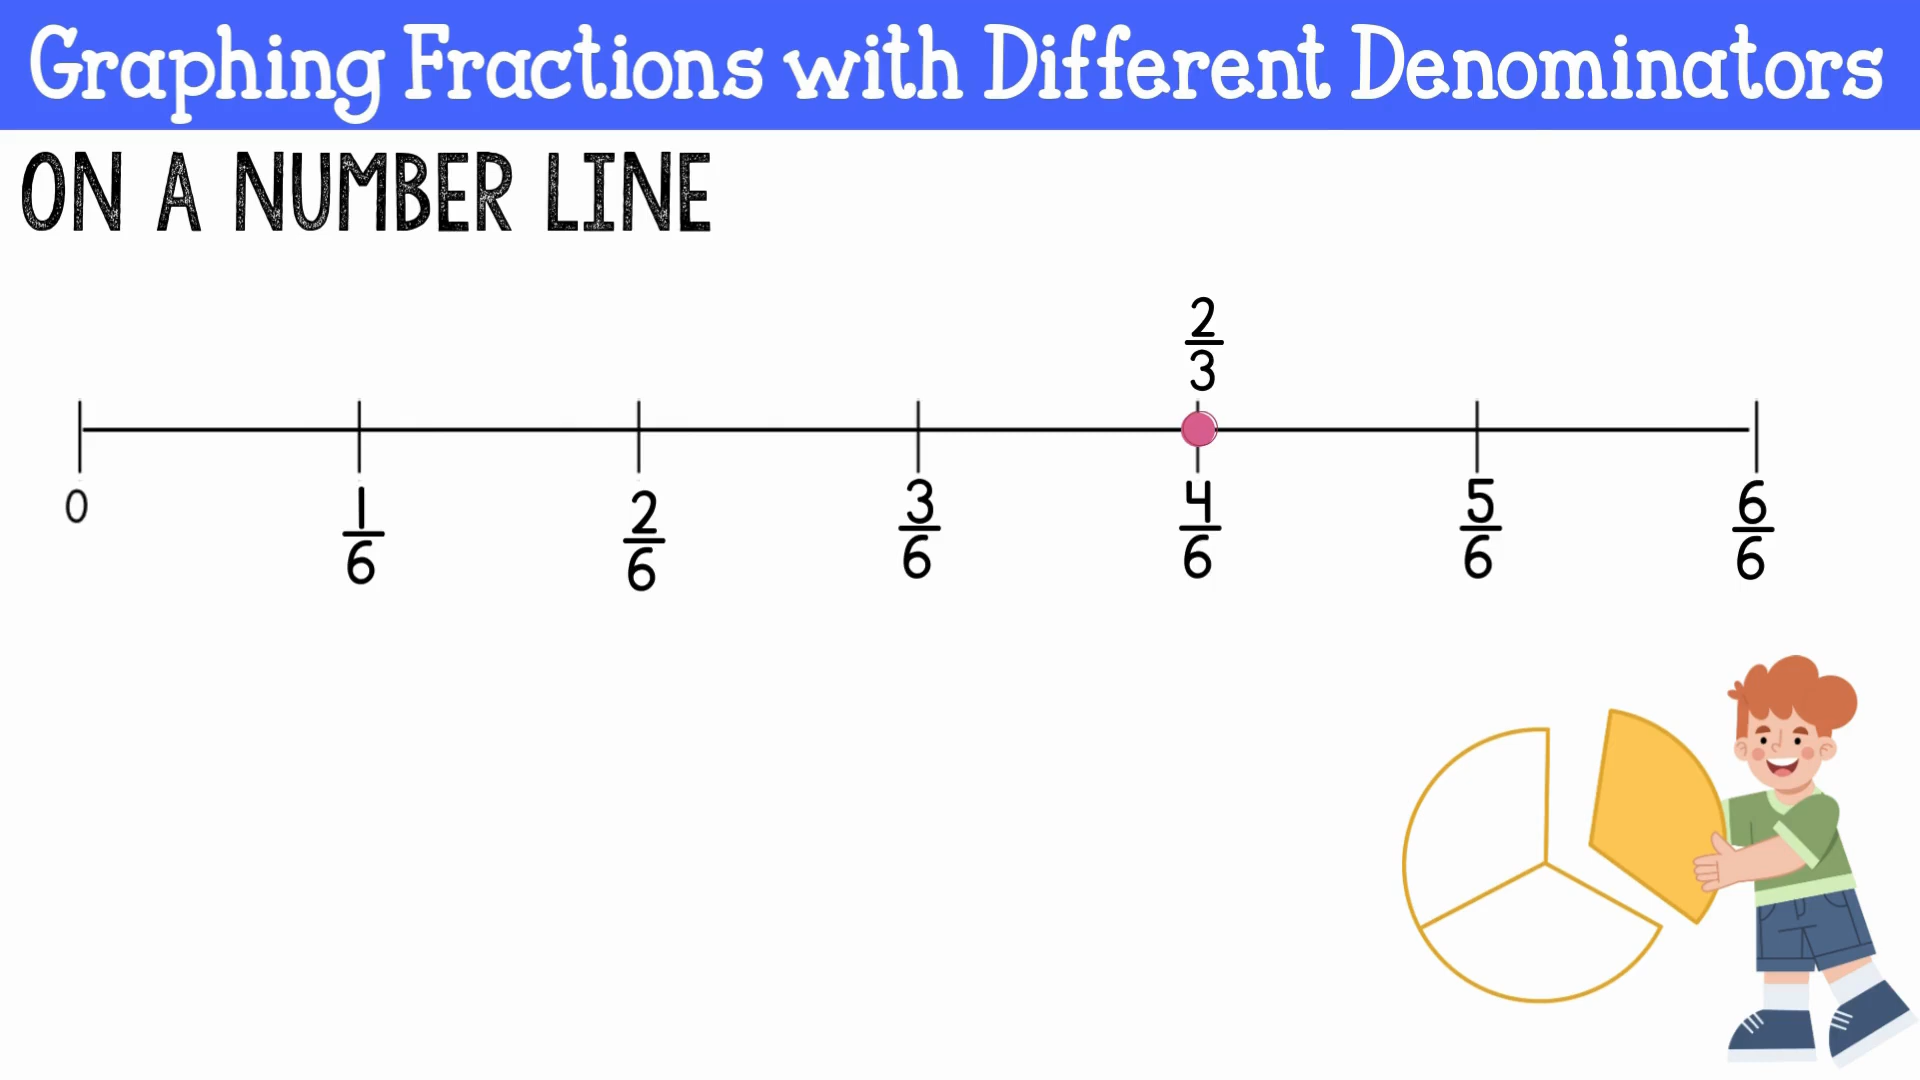 Graphing Fractions with Different Denominators
ON A NUMBER LINE
2/3
0 1/6 2/6 3/6 4/6 5/6 6/6